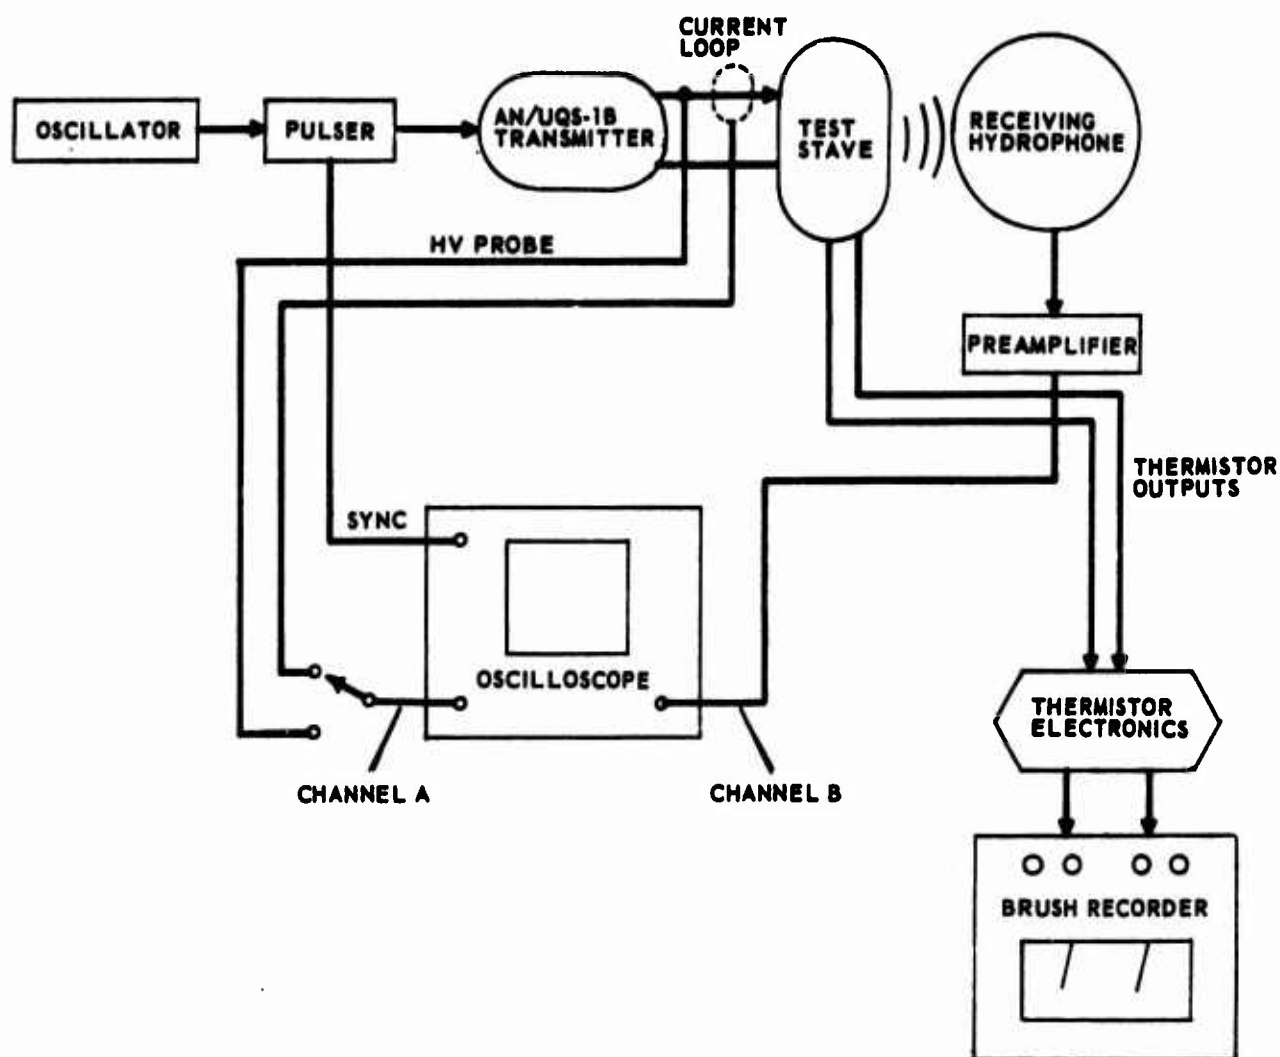 CURRENT
LOOP
OSCILLATOR
PULSER
AN/UQS-1B
TRANSMITTER
TEST
STAVE
RECEIVING
HYDROPHONE
HV PROBE
PREAMPLIFIER
THERMISTOR
OUTPUTS
SYNC
OSCILLOSCOPE
THERMISTOR
ELECTRONICS
CHANNEL A
CHANNEL B
BRUSH RECORDER